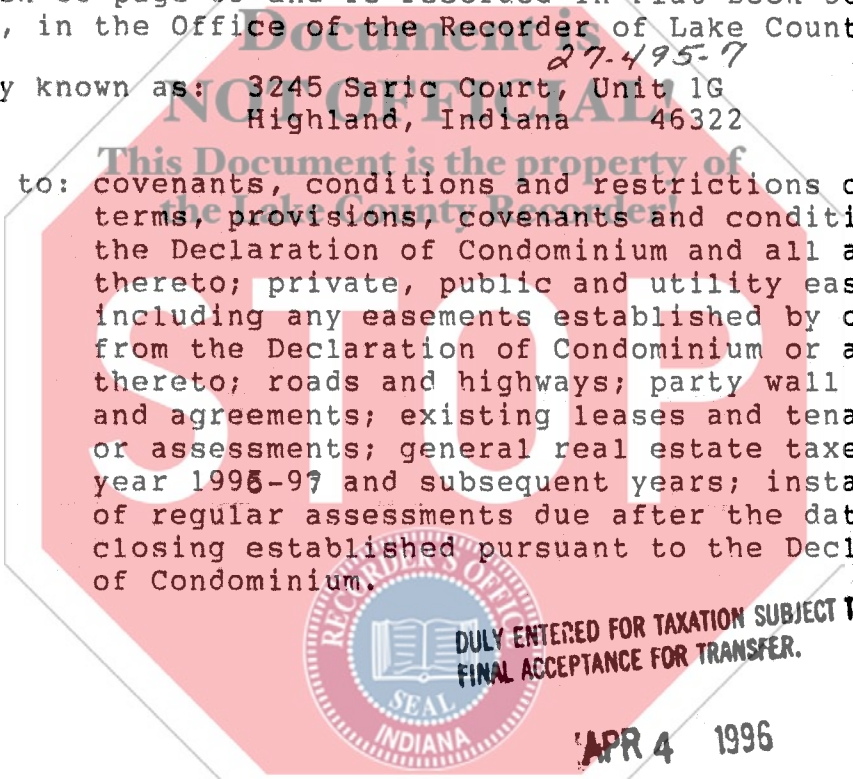 , in the Office of the Recorder of Lake Count
Document is
27-495-7
y known as: 3245 Saric Court, Unit 1G
NOT OFFICIAL!
Highland, Indiana 46322
This Document is the property of
the Lake County Recorder!
to: covenants, conditions and restrictions o
terms, provisions, covenants and conditi
the Declaration of Condominium and all a
thereto; private, public and utility eas
including any easements established by o
from the Declaration of Condominium or a
thereto; roads and highways; party wall
and agreements; existing leases and tena
or assessments; general real estate taxe
year 1995-97 and subsequent years; insta
of regular assessments due after the dat
closing established pursuant to the Decl
of Condominium.
STOP
RECORDER'S OFFICE
SEAL
INDIANA
DULY ENTERED FOR TAXATION SUBJECT T
FINAL ACCEPTANCE FOR TRANSFER.
APR 4 1996